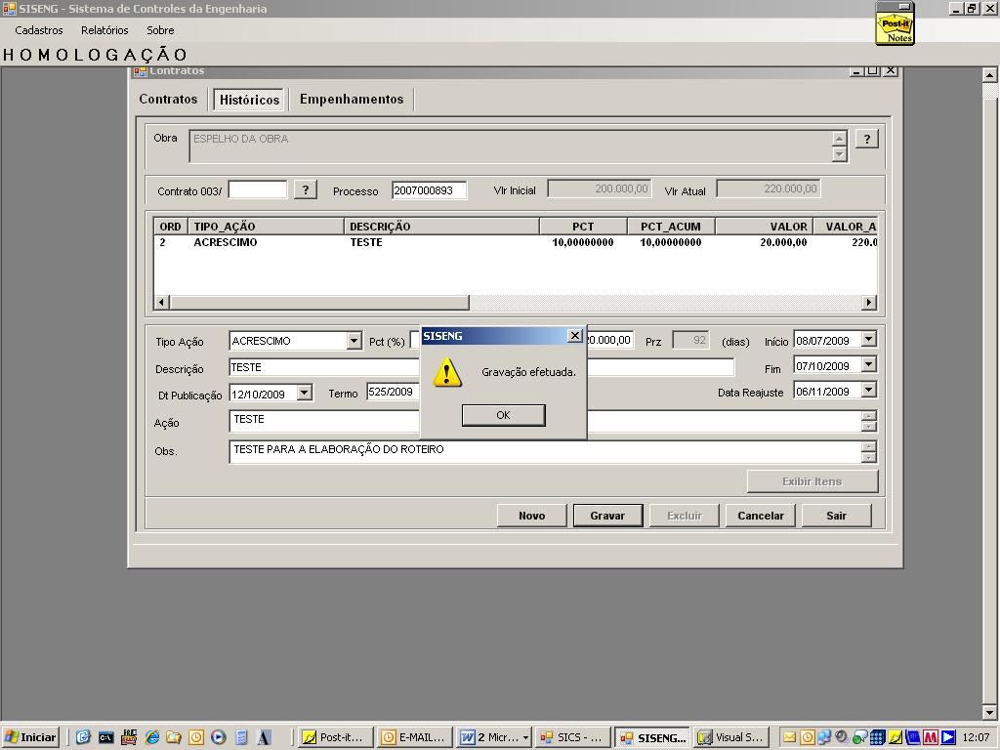 SISENG - Sistema de Controles da Engenharia
Post-it Notes
Cadastros Relatórios Sobre
HOMOLOGAÇÃO
Contratos
Contratos Históricos Empenhamentos
Obra ESPELHO DA OBRA ?
Contrato 003/ ? Processo 2007000893 Vlr Inicial 200.000,00 Vlr Atual 220.000,00
ORD TIPO_AÇÃO DESCRIÇÃO PCT PCT_ACUM VALOR VALOR_A
2 ACRESCIMO TESTE 10,00000000 10,00000000 20.000,00 220.0
SISENG
Gravação efetuada.
OK
Tipo Ação ACRESCIMO Pct (%) 20.000,00 Prz 92 (dias) Início 08/07/2009
Descrição TESTE Fim 07/10/2009
Dt Publicação 12/10/2009 Termo 525/2009 Data Reajuste 06/11/2009
Ação TESTE
Obs. TESTE PARA A ELABORAÇÃO DO ROTEIRO
Exibir Itens
Novo Gravar Excluir Cancelar Sair
Iniciar Post-it... E-MAIL... 2 Micr... SICS - ... SISENG... Visual S... 12:07